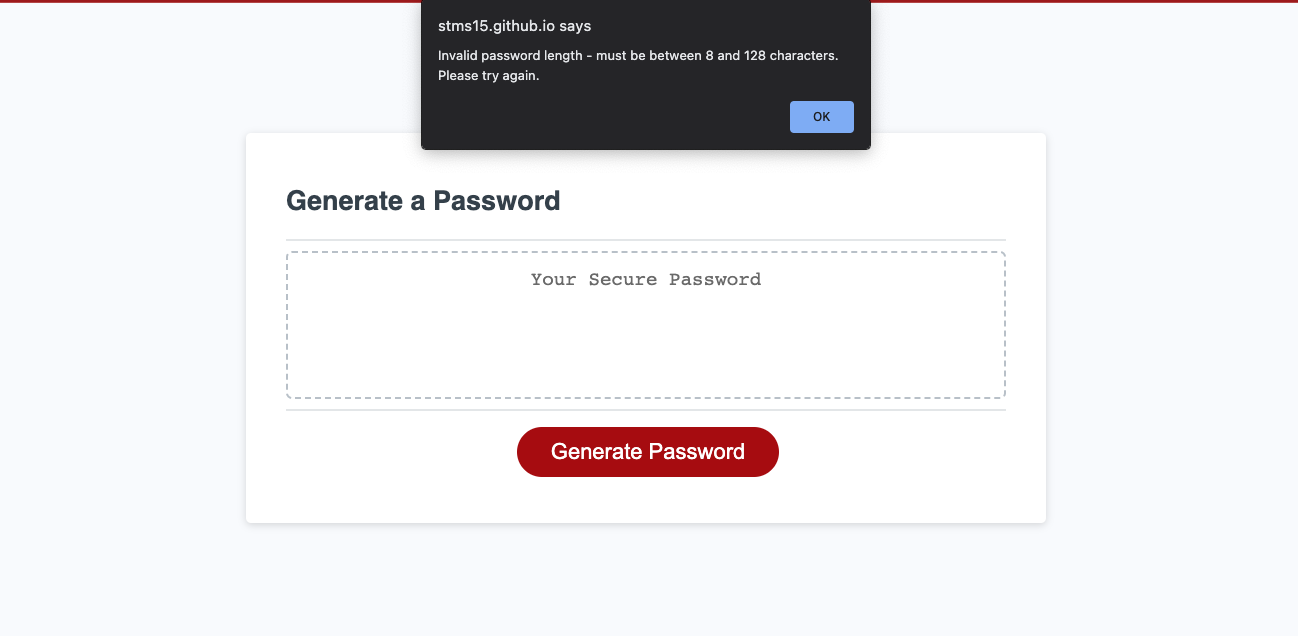 stms15.github.io says
Invalid password length - must be between 8 and 128 characters.
Please try again.
OK
Generate a Password
Your Secure Password
Generate Password